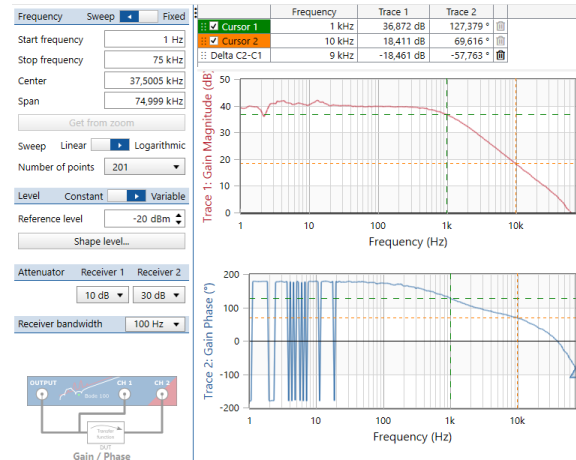 Frequency Sweep Fixed
Start frequency 1 Hz
Stop frequency 75 kHz
Center 37,5005 kHz
Span 74,999 kHz
Get from zoom
Sweep Linear Logarithmic
Number of points 201
Level Constant Variable
Reference level -20 dBm
Shape level...
Attenuator Receiver 1 Receiver 2
10 dB 30 dB
Receiver bandwidth 100 Hz
OUTPUT CH 1 CH 2
Bode 100
Transfer
function
DUT
Gain / Phase
Frequency Trace 1 Trace 2
Cursor 1 1 kHz 36,872 dB 127,379 °
Cursor 2 10 kHz 18,411 dB 69,616 °
Delta C2-C1 9 kHz -18,461 dB -57,763 °
Trace 1: Gain Magnitude (dB)
50
40
30
20
10
0
1 10 100 1k 10k
Frequency (Hz)
Trace 2: Gain Phase (°)
200
100
0
-100
-200
1 10 100 1k 10k
Frequency (Hz)